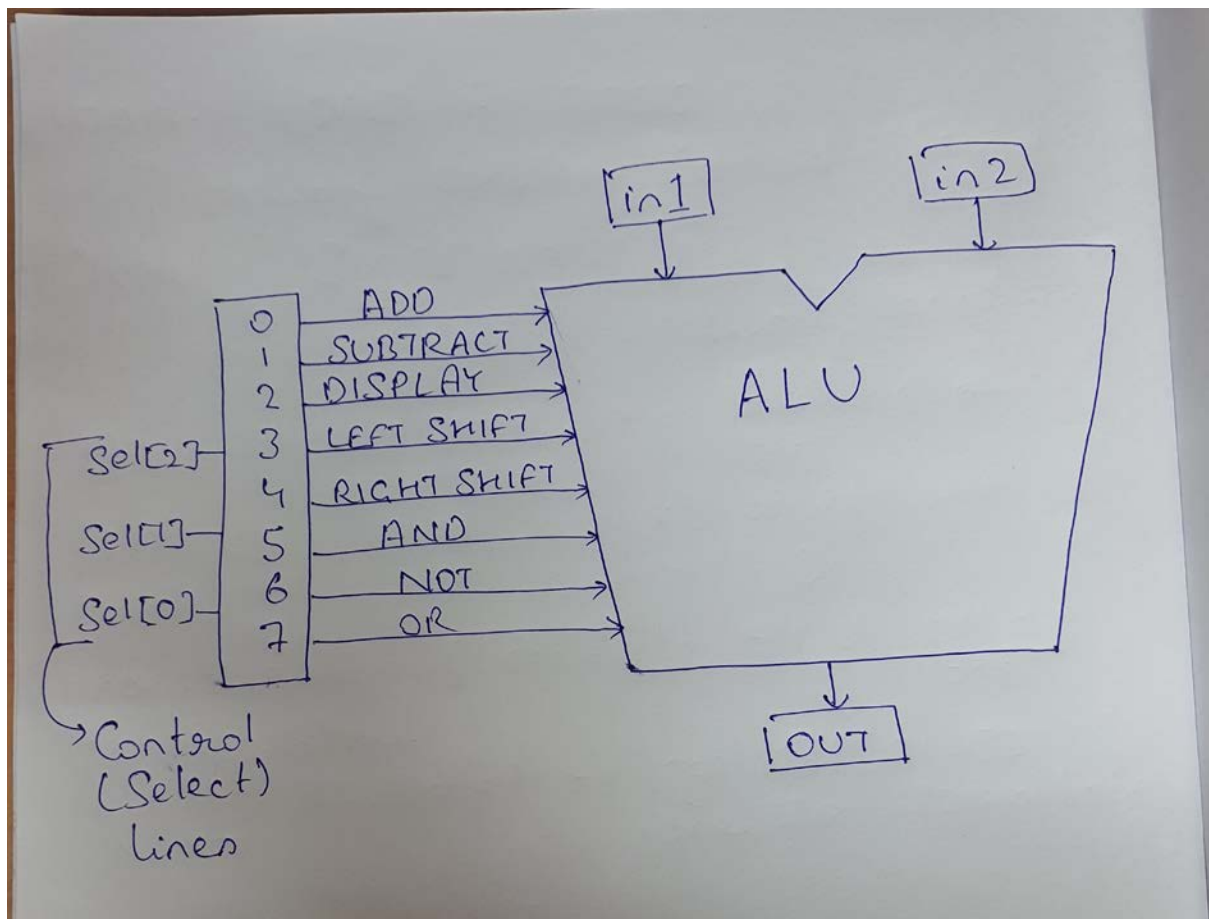 in1
in2
0 ADD
1 SUBTRACT
2 DISPLAY
3 LEFT SHIFT
4 RIGHT SHIFT
5 AND
6 NOT
7 OR
Sel[2]
Sel[1]
Sel[0]
ALU
OUT
Control
(Select)
lines